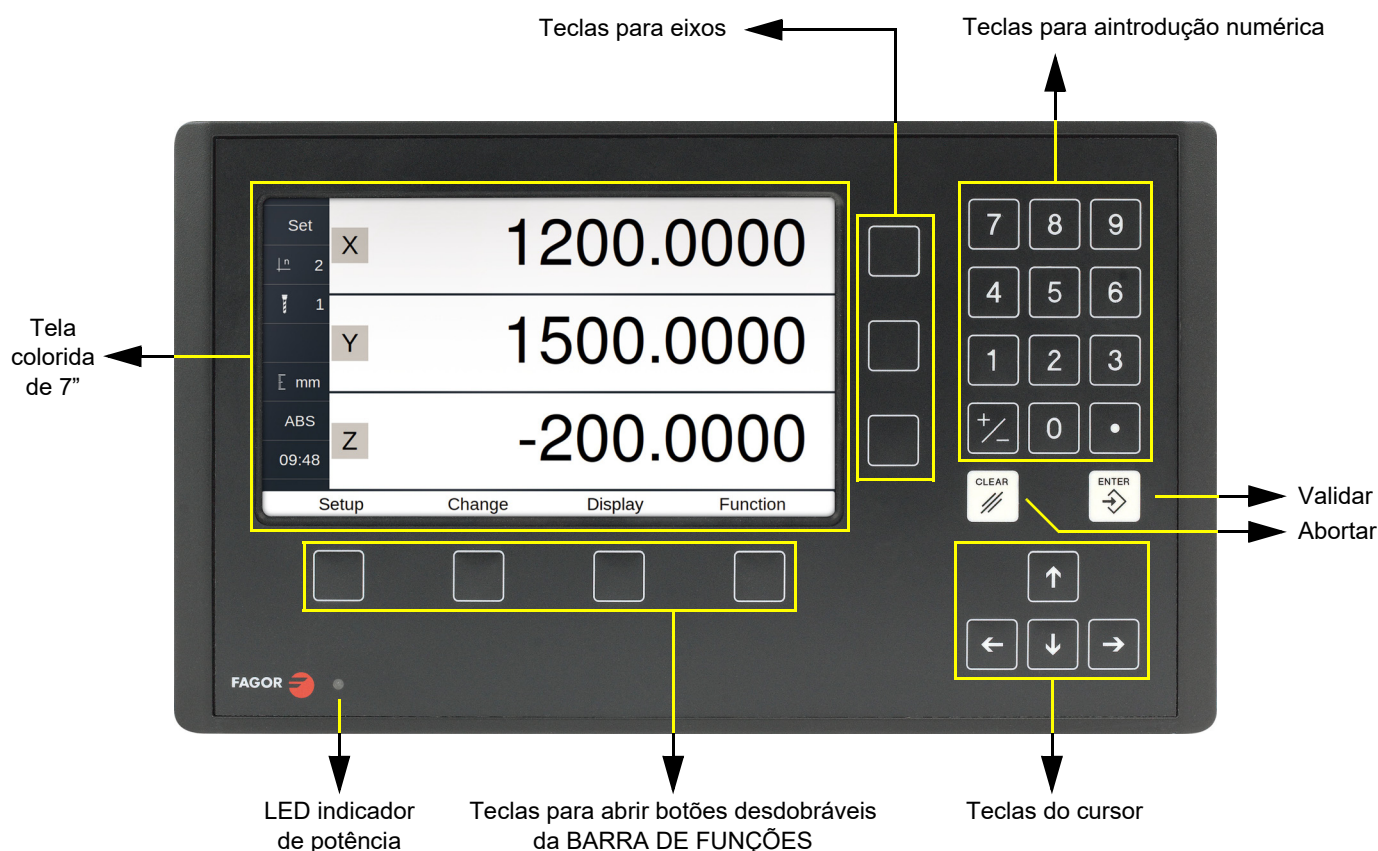 Teclas para eixos
Teclas para aintrodução numérica
Tela
colorida
de 7”
Set
n 2
1
mm
ABS
09:48
X 1200.0000
Y 1500.0000
Z -200.0000
Setup Change Display Function
7 8 9
4 5 6
1 2 3
+/- 0 •
CLEAR ENTER
Validar
Abortar
FAGOR
LED indicador
de potência
Teclas para abrir botões desdobráveis
da BARRA DE FUNÇÕES
Teclas do cursor